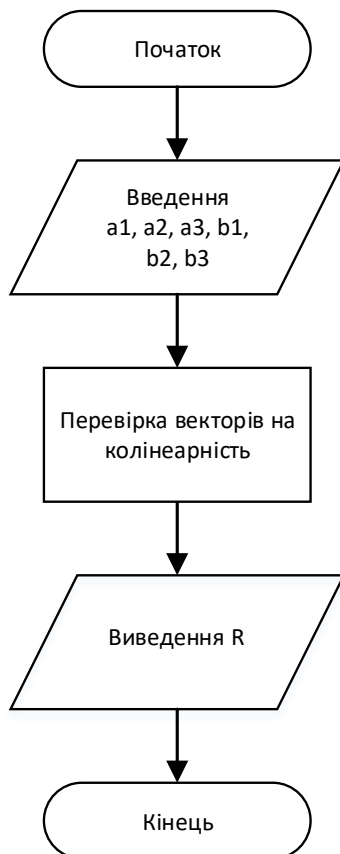 Початок
Введення
a1, a2, a3, b1,
b2, b3
Перевірка векторів на
колінеарність
Виведення R
Кінець